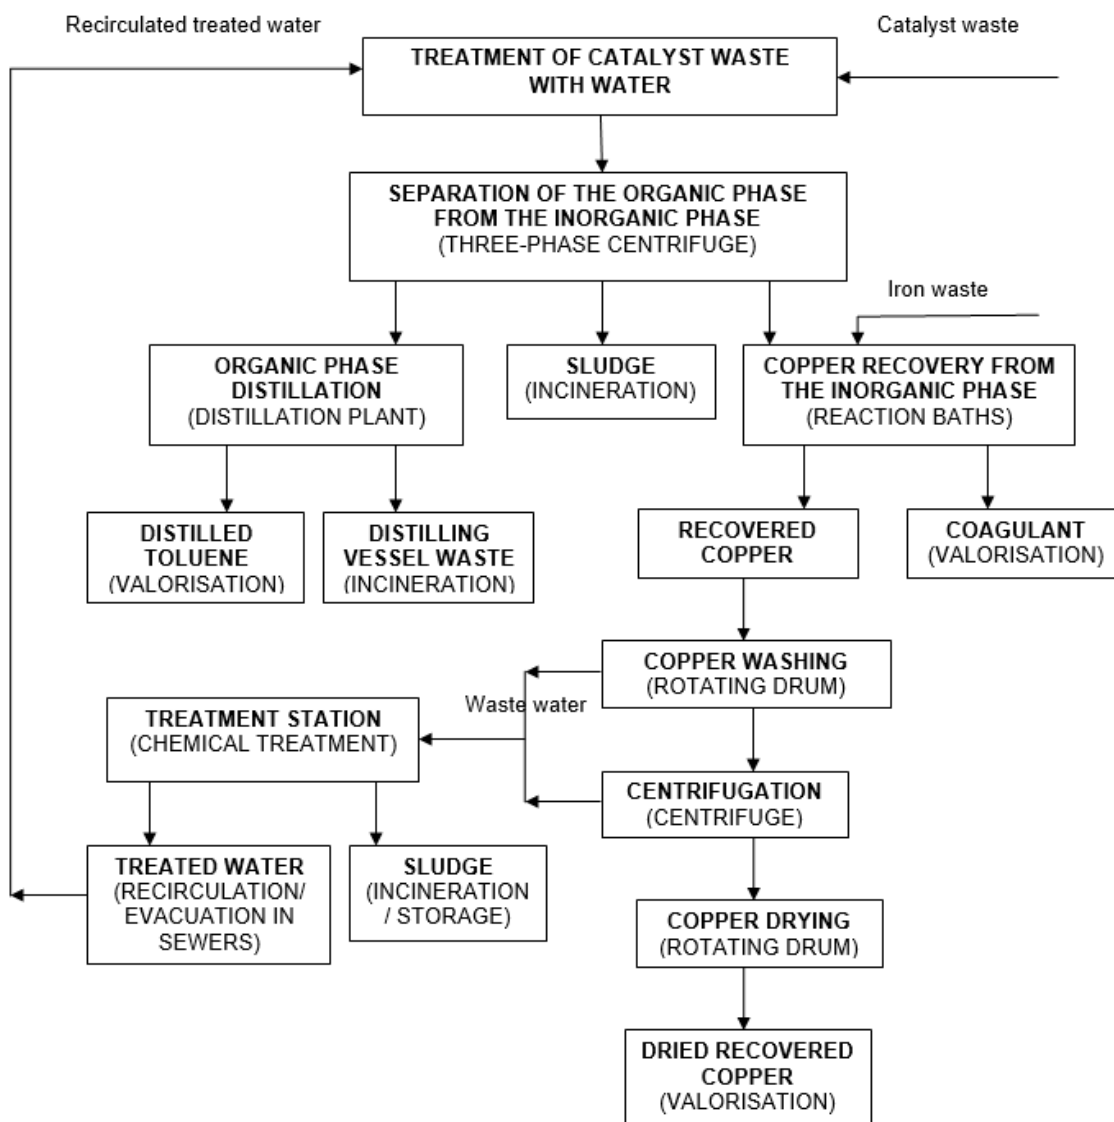 Recirculated treated water
Catalyst waste
TREATMENT OF CATALYST WASTE
WITH WATER
SEPARATION OF THE ORGANIC PHASE
FROM THE INORGANIC PHASE
(THREE-PHASE CENTRIFUGE)
Iron waste
ORGANIC PHASE
DISTILLATION
(DISTILLATION PLANT)
SLUDGE
(INCINERATION)
COPPER RECOVERY FROM
THE INORGANIC PHASE
(REACTION BATHS)
DISTILLED
TOLUENE
(VALORISATION)
DISTILLING
VESSEL WASTE
(INCINERATION)
RECOVERED
COPPER
COAGULANT
(VALORISATION)
COPPER WASHING
(ROTATING DRUM)
Waste water
TREATMENT STATION
(CHEMICAL TREATMENT)
CENTRIFUGATION
(CENTRIFUGE)
TREATED WATER
(RECIRCULATION/
EVACUATION IN
SEWERS)
SLUDGE
(INCINERATION
/ STORAGE)
COPPER DRYING
(ROTATING DRUM)
DRIED RECOVERED
COPPER
(VALORISATION)